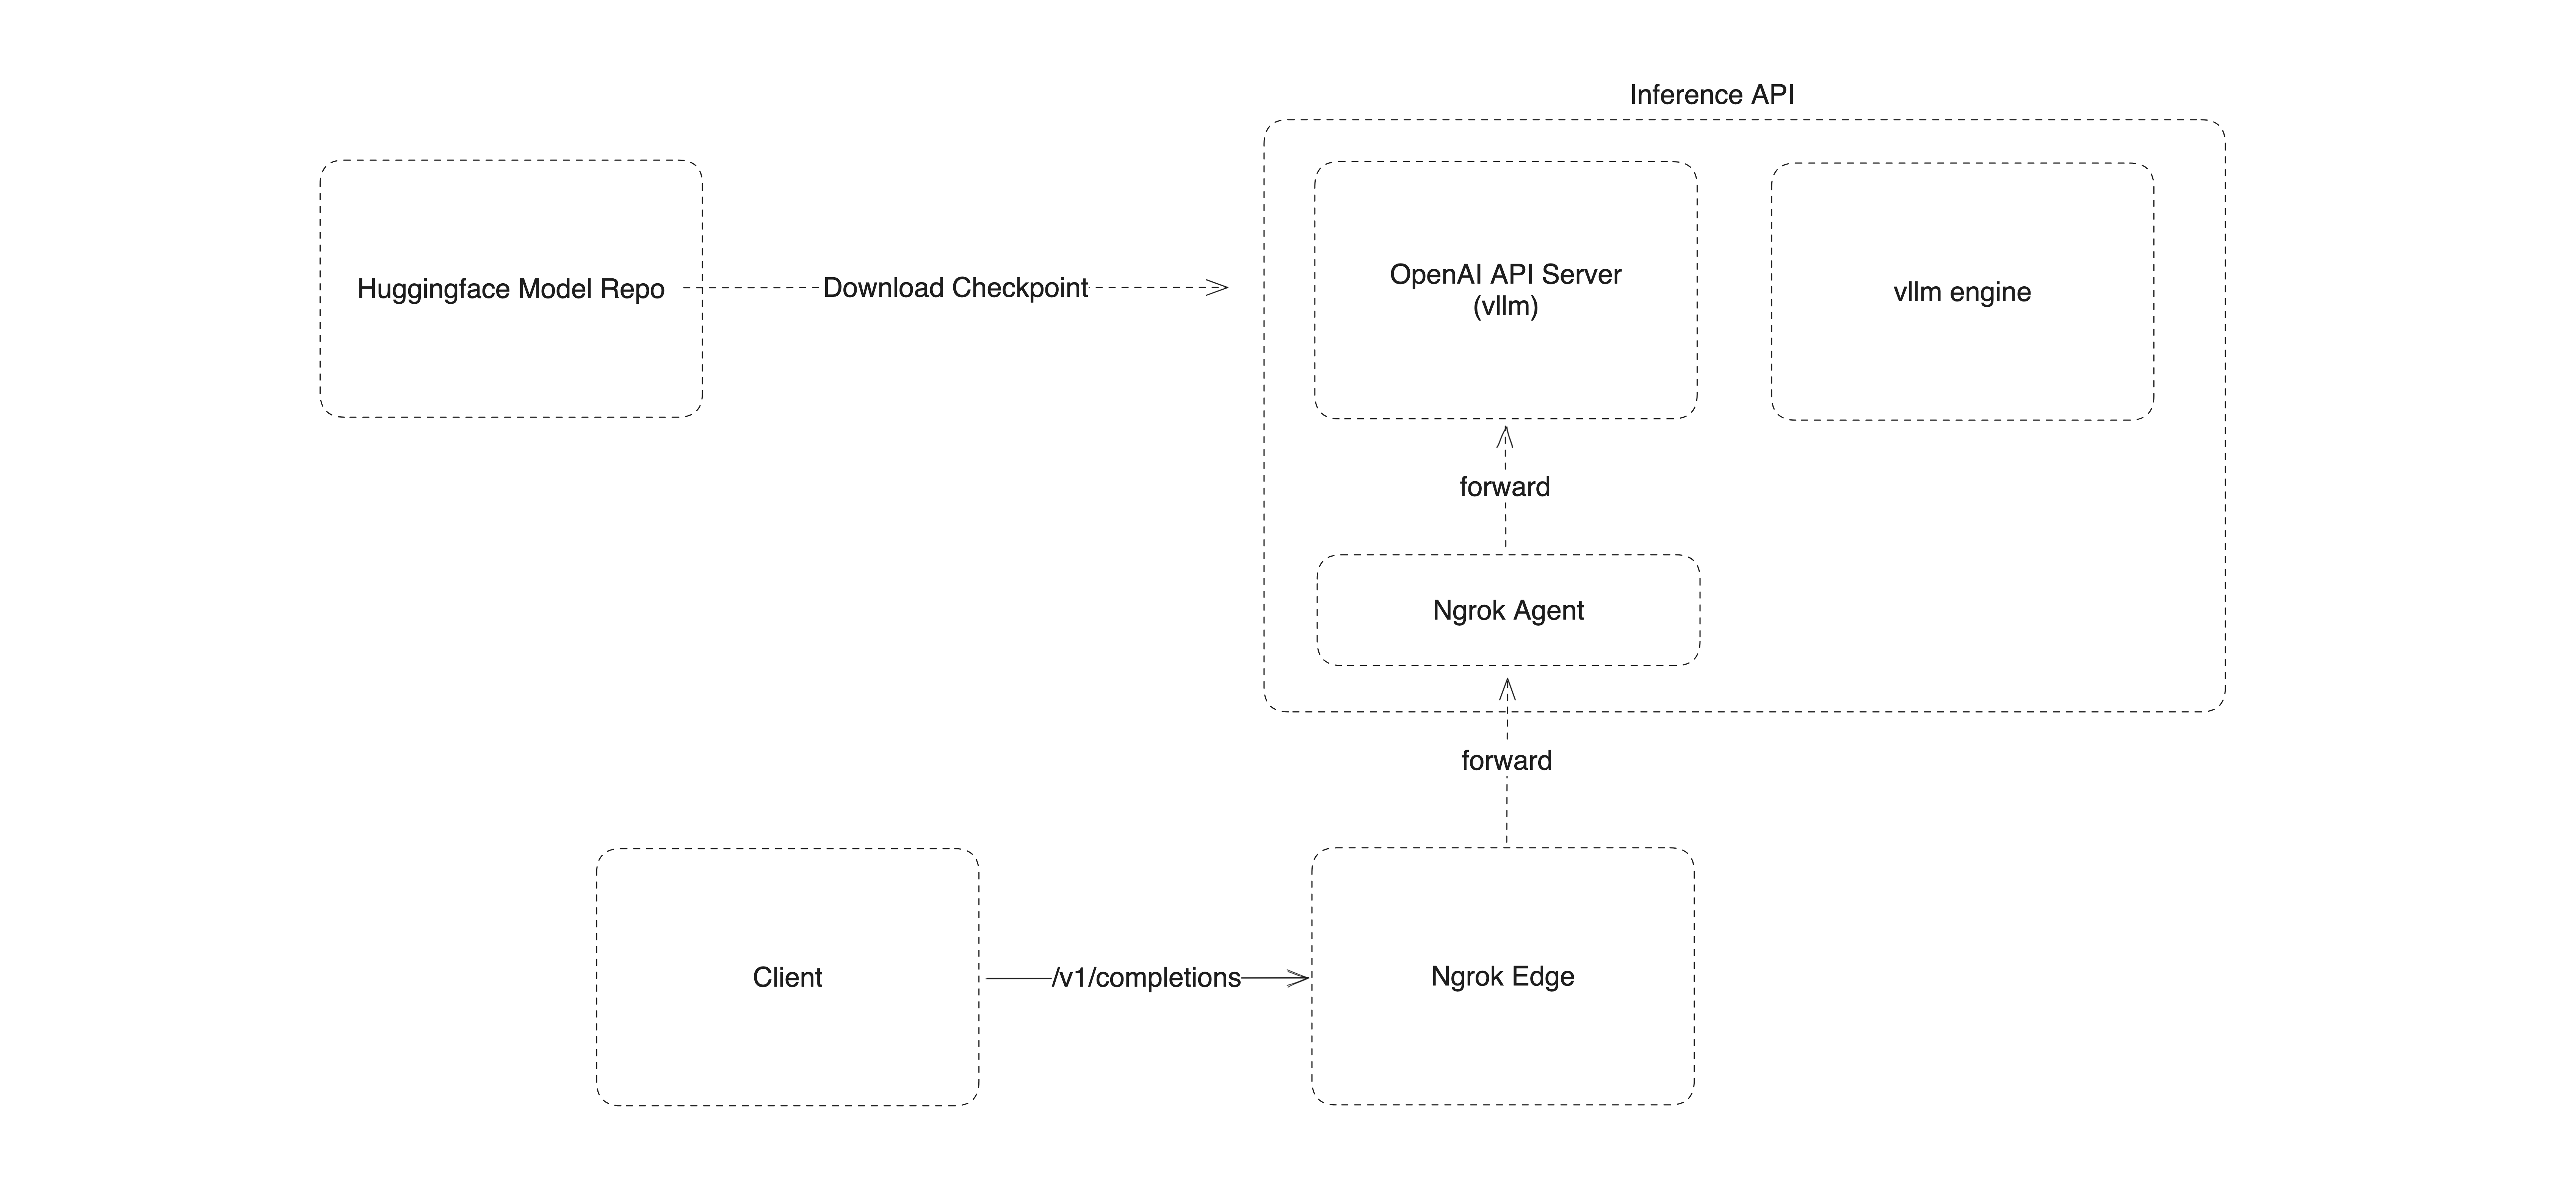 Inference API
Huggingface Model Repo
Download Checkpoint
OpenAI API Server
(vllm)
vllm engine
forward
Ngrok Agent
forward
Client
/v1/completions
Ngrok Edge